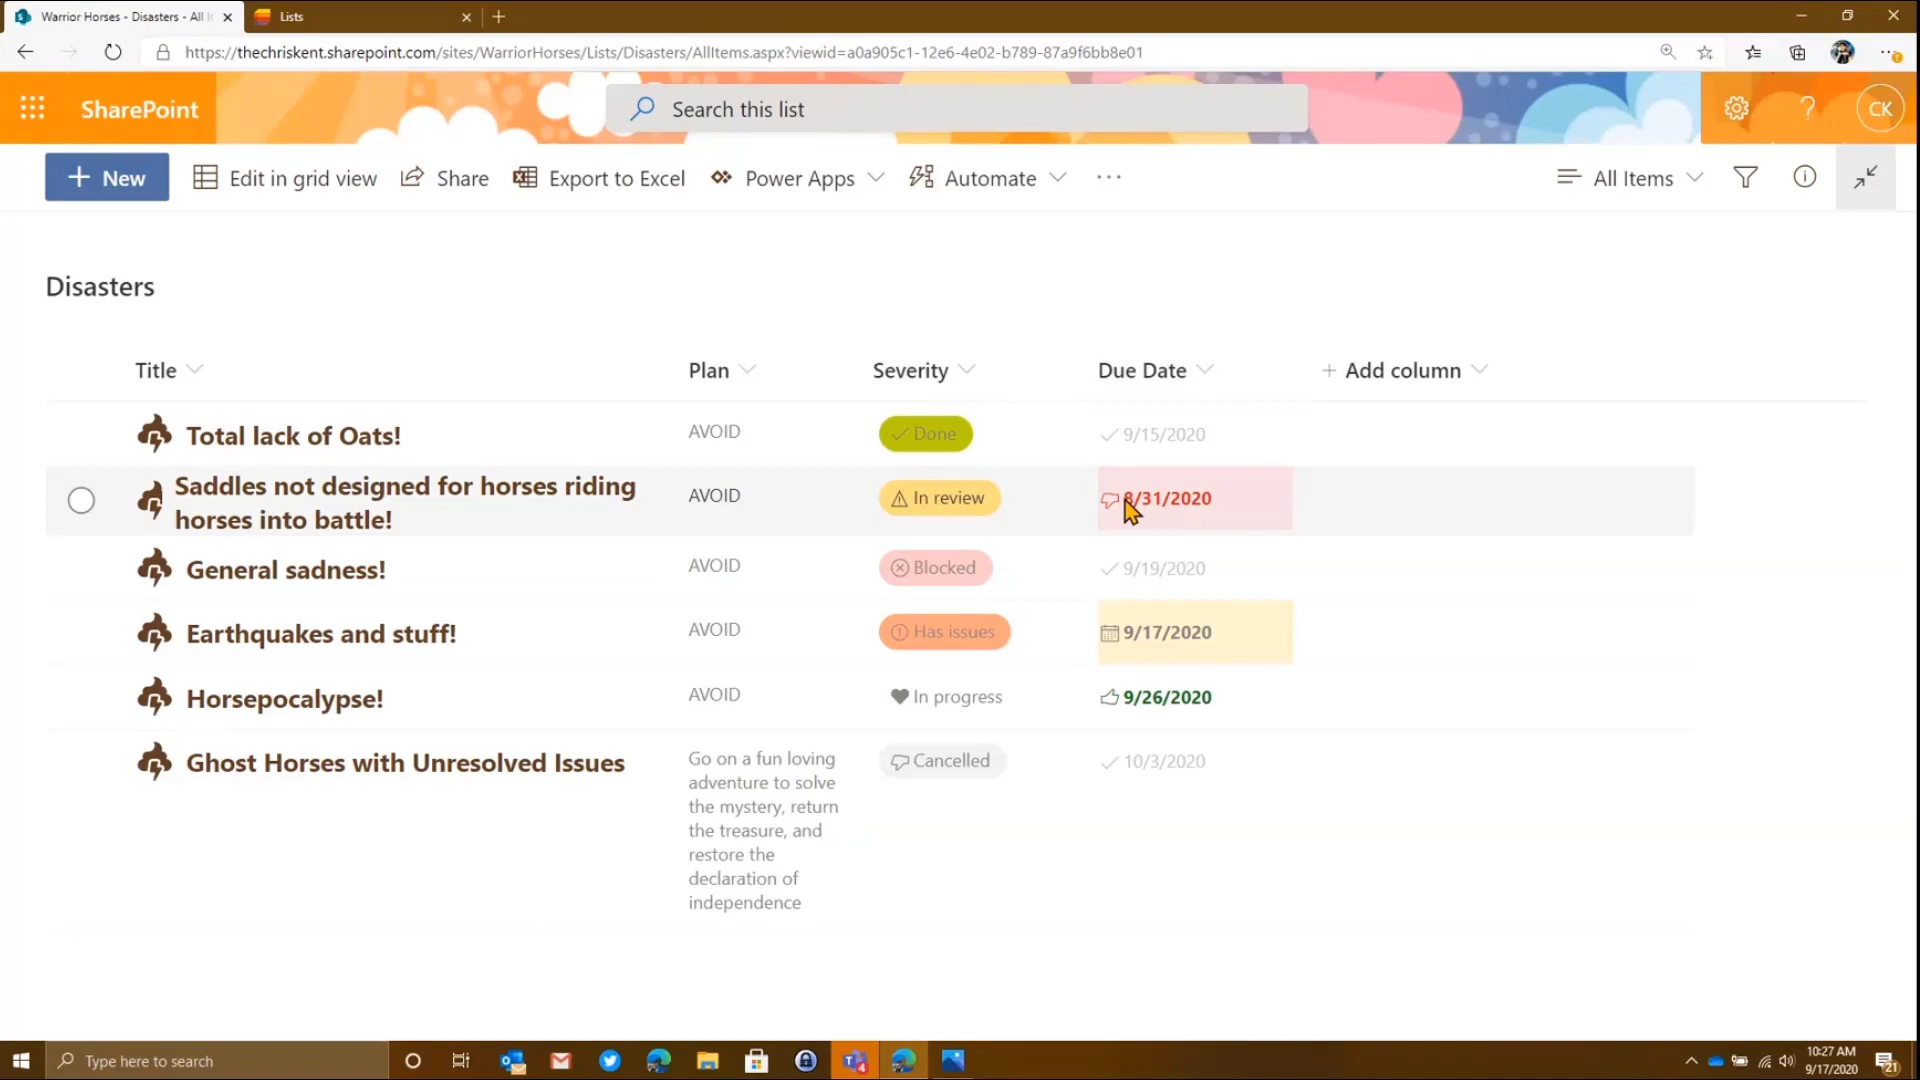 Warrior Horses - Disasters - All I
Lists
https://thechriskent.sharepoint.com/sites/WarriorHorses/Lists/Disasters/AllItems.aspx?viewid=a0a905c1-12e6-4e02-b789-87a9f6bb8e01
SharePoint
Search this list
CK
New
Edit in grid view
Share
Export to Excel
Power Apps
Automate
All Items
Disasters
Title
Plan
Severity
Due Date
Add column
Total lack of Oats!
AVOID
Done
9/15/2020
Saddles not designed for horses riding
horses into battle!
AVOID
In review
8/31/2020
General sadness!
AVOID
Blocked
9/19/2020
Earthquakes and stuff!
AVOID
Has issues
9/17/2020
Horsepocalypse!
AVOID
In progress
9/26/2020
Ghost Horses with Unresolved Issues
Go on a fun loving
adventure to solve
the mystery, return
the treasure, and
restore the
declaration of
independence
Cancelled
10/3/2020
Type here to search
4
10:27 AM
9/17/2020
21